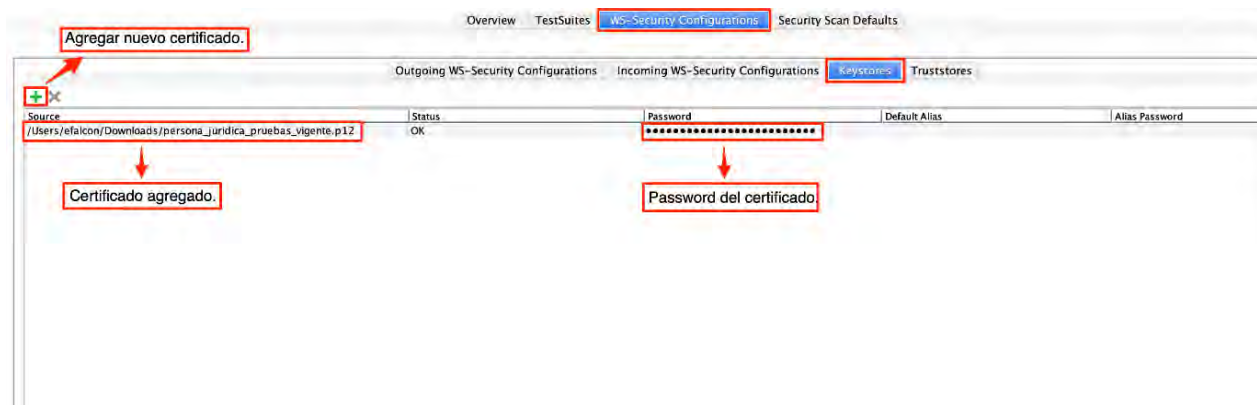 Overview TestSuites WS-Security Configurations Security Scan Defaults
Agregar nuevo certificado.
Outgoing WS-Security Configurations Incoming WS-Security Configurations Keystores Truststores
Source Status Password Default Alias Alias Password
/Users/efalcon/Downloads/persona_juridica_pruebas_vigente.p12 OK ••••••••••••••••••••••••••
Certificado agregado. Password del certificado.